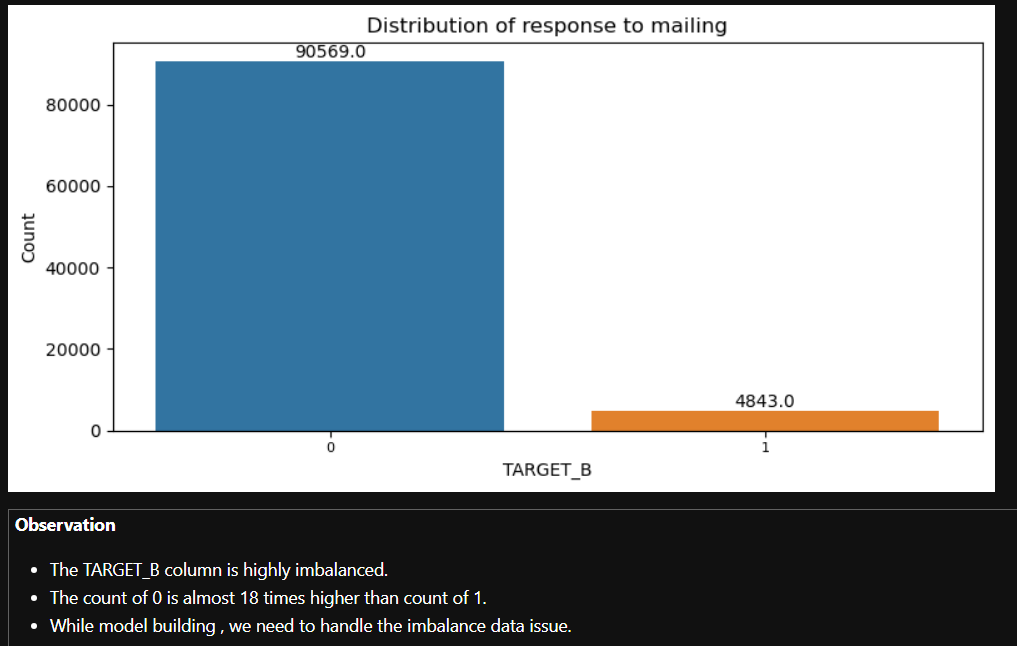 Distribution of response to mailing
90569.0
80000
60000
40000
20000
0
Count
4843.0
0
1
TARGET_B
Observation
• The TARGET_B column is highly imbalanced.
• The count of 0 is almost 18 times higher than count of 1.
• While model building , we need to handle the imbalance data issue.